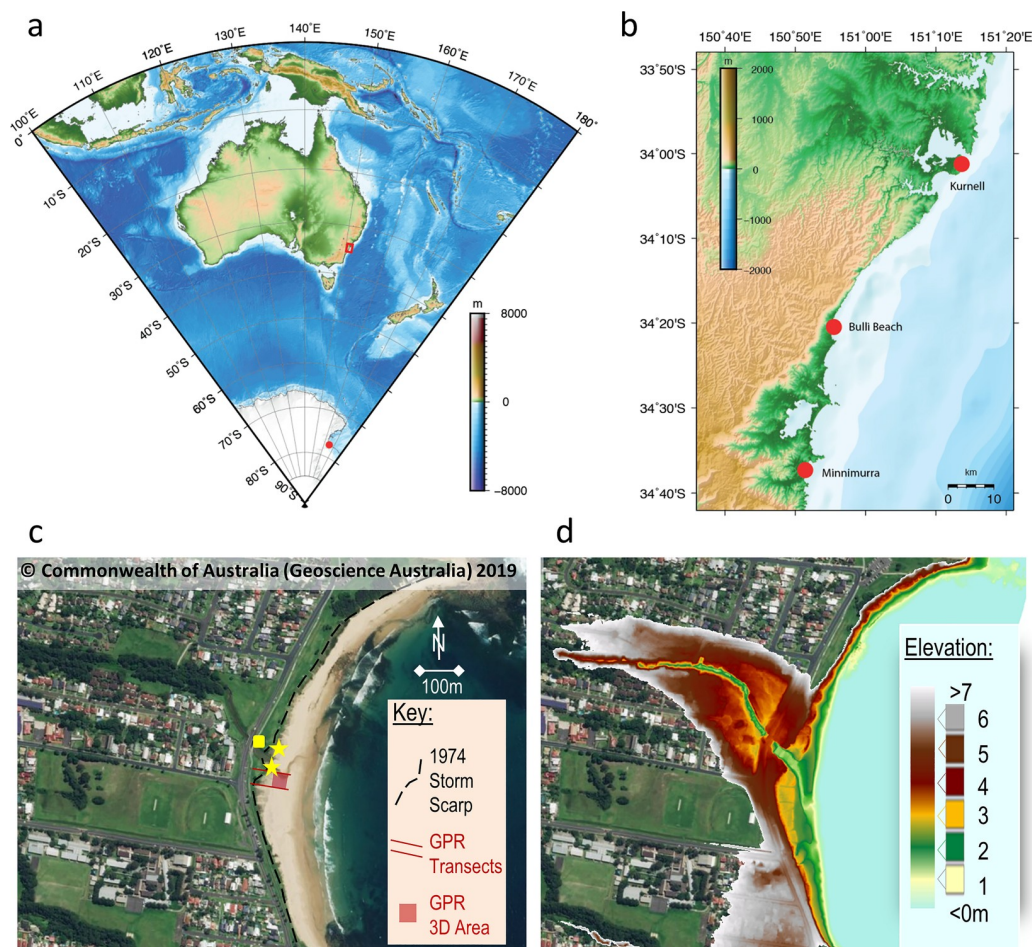 a
100˚E
110˚E
120˚E
130˚E
140˚E
150˚E
160˚E
170˚E
180˚
0˚
10˚S
20˚S
30˚S
40˚S
50˚S
60˚S
70˚S
80˚S
90˚S
m
8000
0
−8000
b
150˚40'E
150˚50'E
151˚00'E
151˚10'E
151˚20'E
33˚50'S
34˚00'S
34˚10'S
34˚20'S
34˚30'S
34˚40'S
m
2000
1000
0
−1000
−2000
Kurnell
Bulli Beach
Minnimurra
km
0 10
c
© Commonwealth of Australia (Geoscience Australia) 2019
N
100m
Key:
1974
Storm
Scarp
GPR
Transects
GPR
3D Area
d
Elevation:
>7
6
5
4
3
2
1
<0m